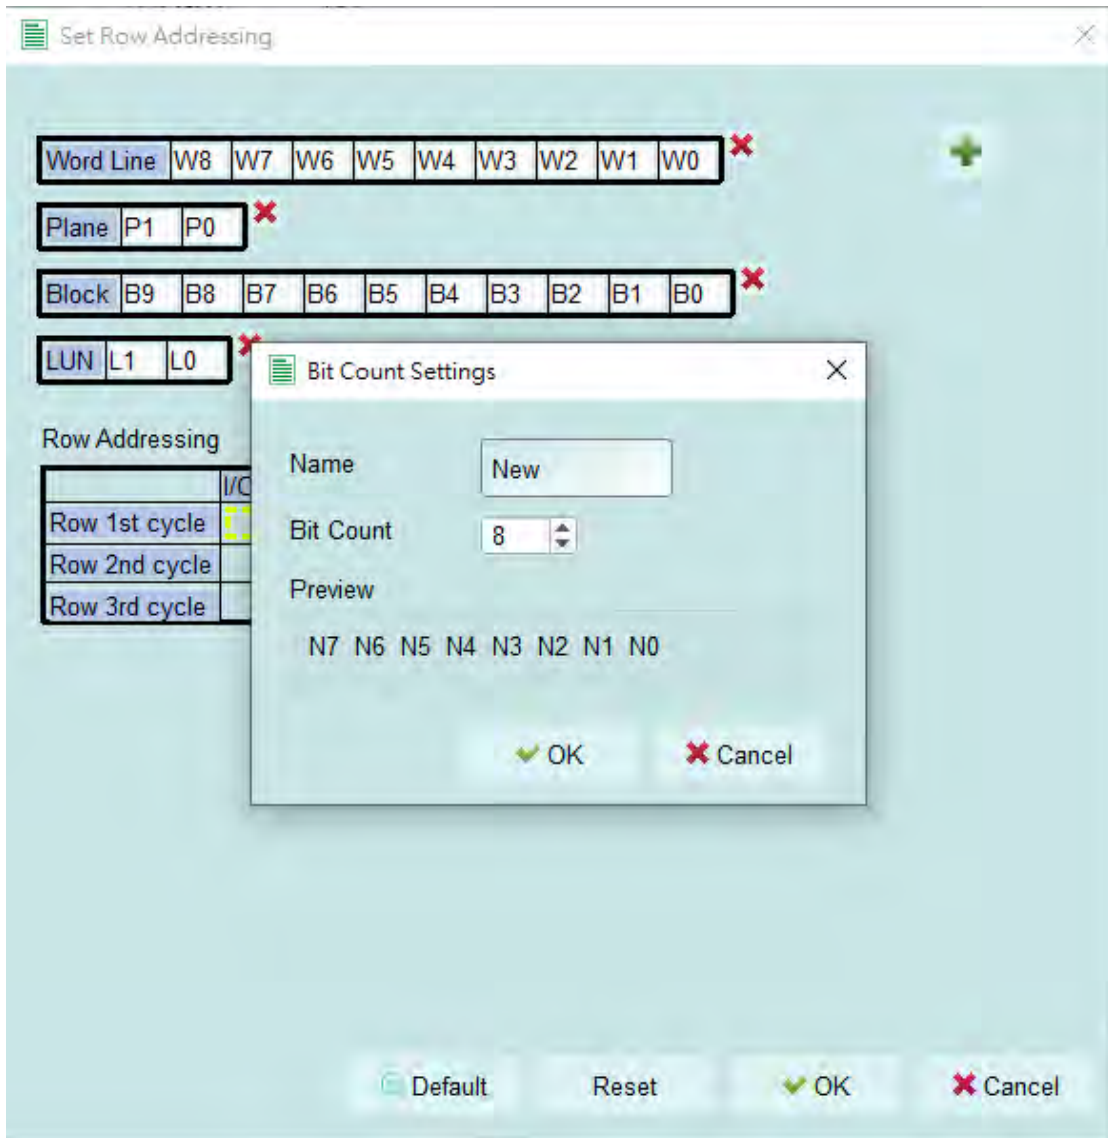 Set Row Addressing
Word Line W8 W7 W6 W5 W4 W3 W2 W1 W0
Plane P1 P0
Block B9 B8 B7 B6 B5 B4 B3 B2 B1 B0
LUN L1 L0
Row Addressing
Row 1st cycle
Row 2nd cycle
Row 3rd cycle
Bit Count Settings
Name New
Bit Count 8
Preview
N7 N6 N5 N4 N3 N2 N1 N0
OK Cancel
Default Reset OK Cancel